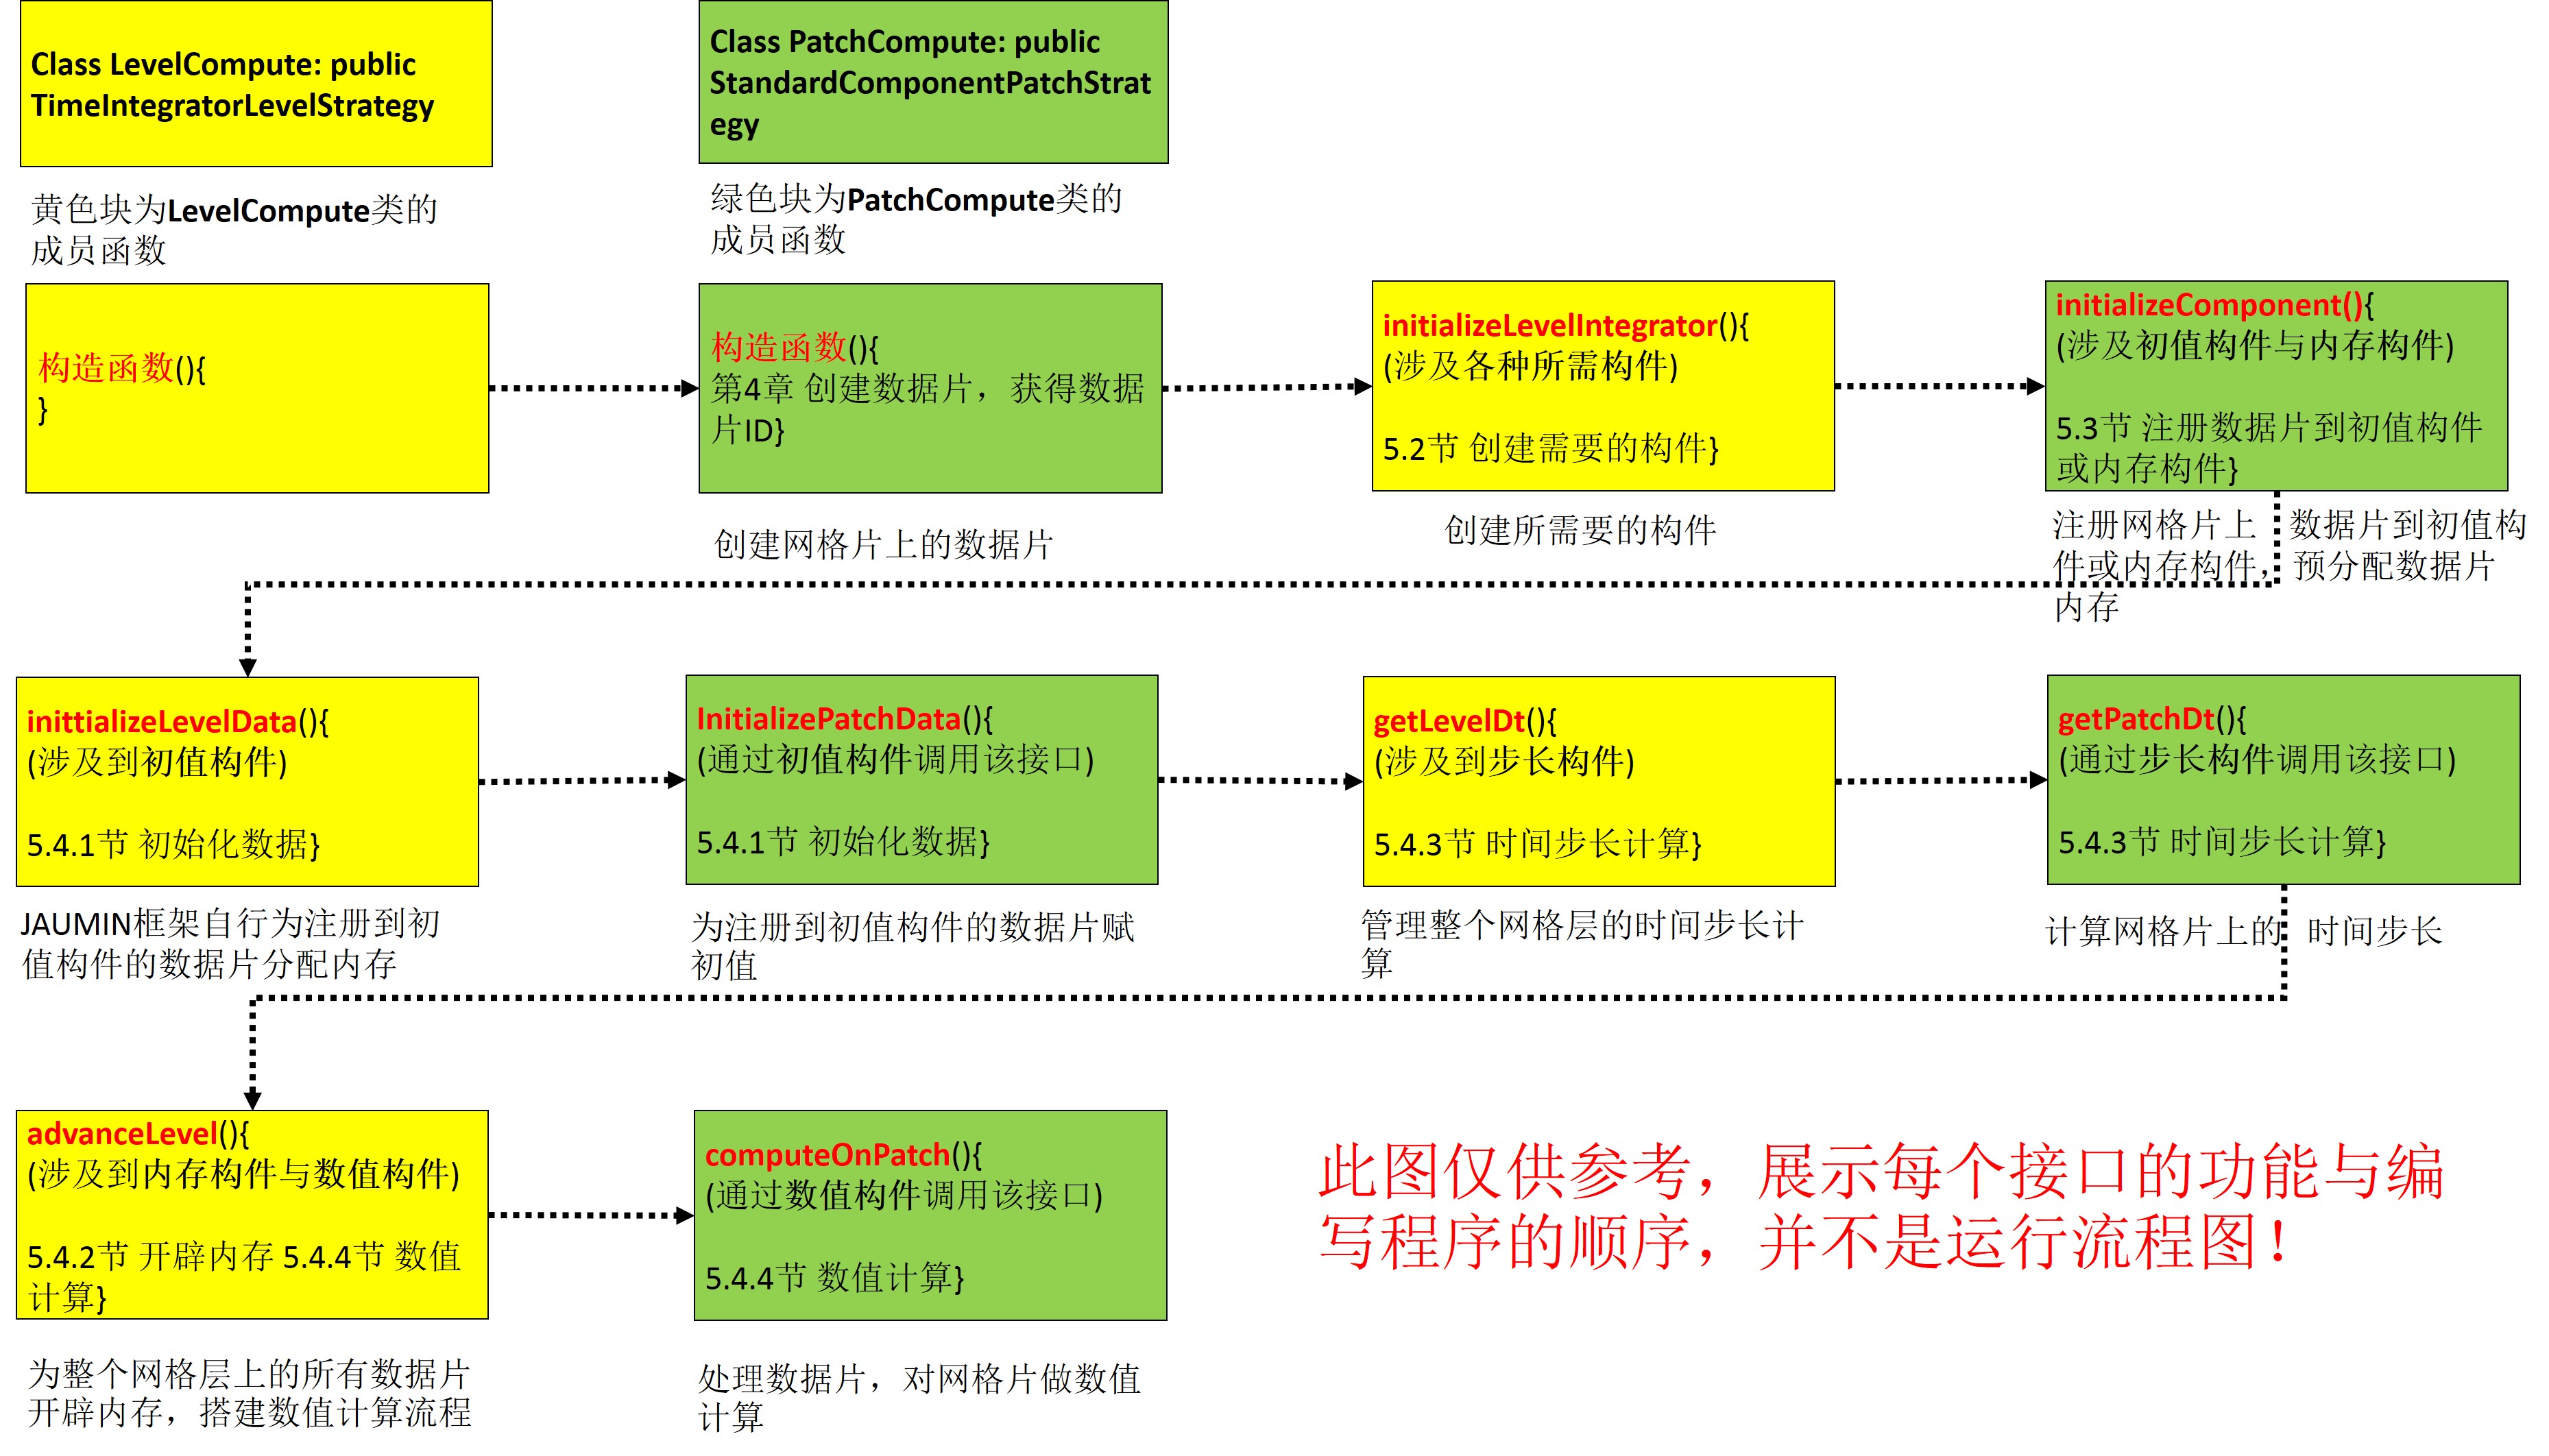 Class LevelCompute: public
TimeIntegratorLevelStrategy
Class PatchCompute: public
StandardComponentPatchStrat
egy
黄色块为LevelCompute类的
成员函数
绿色块为PatchCompute类的
成员函数
构造函数(){
}
构造函数(){
第4章 创建数据片，获得数据
片ID}
initializeLevelIntegrator(){
(涉及各种所需构件)
5.2节 创建需要的构件}
initializeComponent(){
(涉及初值构件与内存构件)
5.3节 注册数据片到初值构件
或内存构件}
创建网格片上的数据片
创建所需要的构件
注册网格片上 数据片到初值构
件或内存构件，预分配数据片
内存
inittializeLevelData(){
(涉及到初值构件)
5.4.1节 初始化数据}
InitializePatchData(){
(通过初值构件调用该接口)
5.4.1节 初始化数据}
getLevelDt(){
(涉及到步长构件)
5.4.3节 时间步长计算}
getPatchDt(){
(通过步长构件调用该接口)
5.4.3节 时间步长计算}
JAUMIN框架自行为注册到初
值构件的数据片分配内存
为注册到初值构件的数据片赋
初值
管理整个网格层的时间步长计
算
计算网格片上的 时间步长
advanceLevel(){
(涉及到内存构件与数值构件)
5.4.2节 开辟内存 5.4.4节 数值
计算}
computeOnPatch(){
(通过数值构件调用该接口)
5.4.4节 数值计算}
此图仅供参考，展示每个接口的功能与编
写程序的顺序，并不是运行流程图！
为整个网格层上的所有数据片
开辟内存，搭建数值计算流程
处理数据片，对网格片做数值
计算